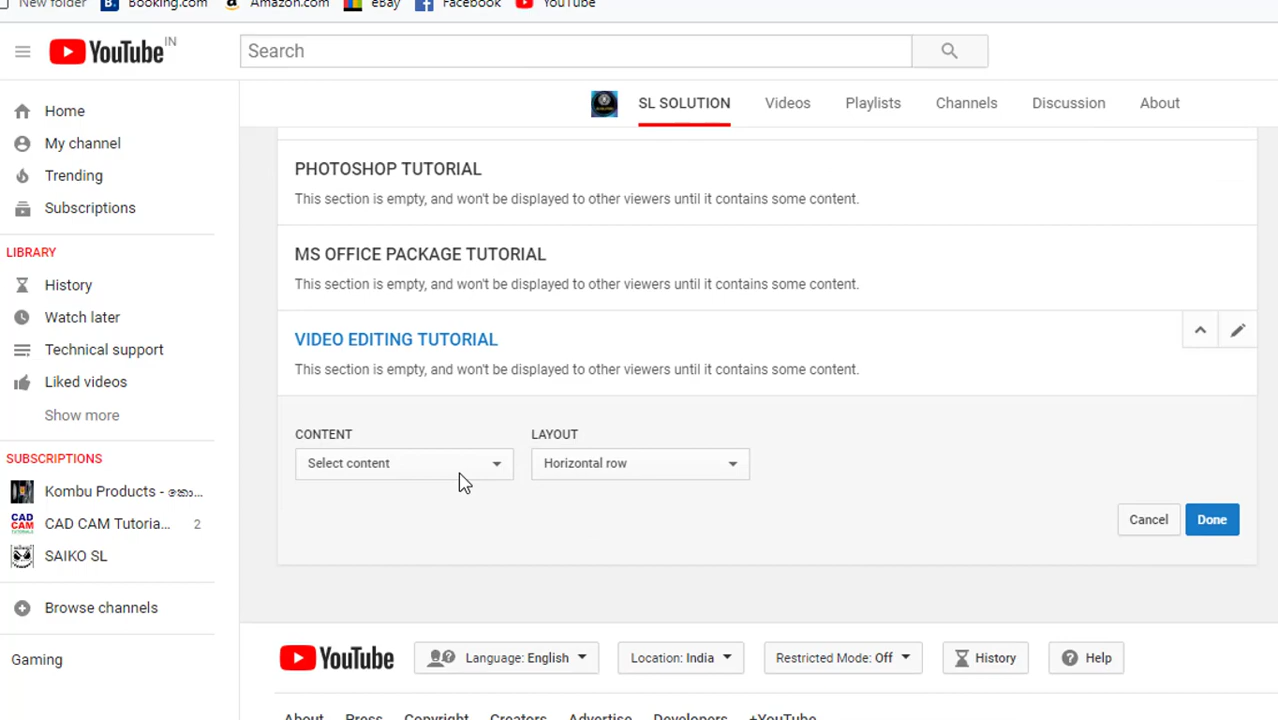 New folder Booking.com Amazon.com eBay Facebook YouTube
YouTube IN
Search
SL SOLUTION Videos Playlists Channels Discussion About
Home
My channel
Trending
Subscriptions
LIBRARY
History
Watch later
Technical support
Liked videos
Show more
SUBSCRIPTIONS
Kombu Products - කො...
CAD CAM Tutoria... 2
SAIKO SL
Browse channels
Gaming
PHOTOSHOP TUTORIAL
This section is empty, and won't be displayed to other viewers until it contains some content.
MS OFFICE PACKAGE TUTORIAL
This section is empty, and won't be displayed to other viewers until it contains some content.
VIDEO EDITING TUTORIAL
This section is empty, and won't be displayed to other viewers until it contains some content.
CONTENT LAYOUT
Select content Horizontal row
Cancel Done
YouTube Language: English Location: India Restricted Mode: Off History Help
About Press Copyright Creators Advertise Developers +YouTube